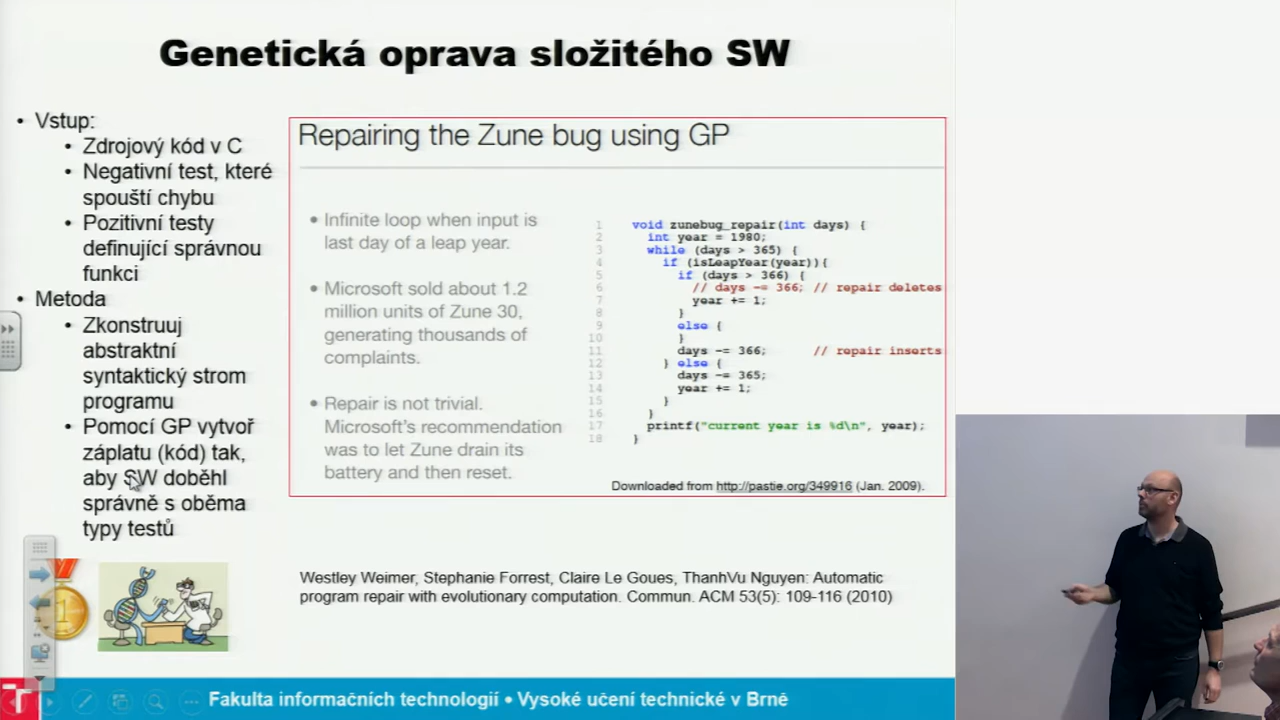 Genetická oprava složitého SW
• Vstup:
• Zdrojový kód v C
• Negativní test, které
spouští chybu
• Pozitivní testy
definující správnou
funkci
• Metoda
• Zkonstruuj
abstraktní
syntaktický strom
programu
• Pomocí GP vytvoř
záplatu (kód) tak,
aby SW doběhl
správně s oběma
typy testů
Repairing the Zune bug using GP
• Infinite loop when input is
last day of a leap year.
• Microsoft sold about 1.2
million units of Zune 30,
generating thousands of
complaints.
• Repair is not trivial.
Microsoft's recommendation
was to let Zune drain its
battery and then reset.
1 void zunebug_repair(int days) {
2 int year = 1980;
3 while (days > 365) {
4 if (isLeapYear(year)){
5 if (days > 366) {
6 // days -= 366; // repair deletes
7 year += 1;
8 }
9 else {
10 }
11 days -= 366; // repair inserts
12 } else {
13 days -= 365;
14 year += 1;
15 }
16 }
17 printf("current year is %d\n", year);
18 }
Downloaded from http://pastie.org/349916 (Jan. 2009).
Westley Weimer, Stephanie Forrest, Claire Le Goues, ThanhVu Nguyen: Automatic
program repair with evolutionary computation. Commun. ACM 53(5): 109-116 (2010)
1
Fakulta informačních technologií • Vysoké učení technické v Brně